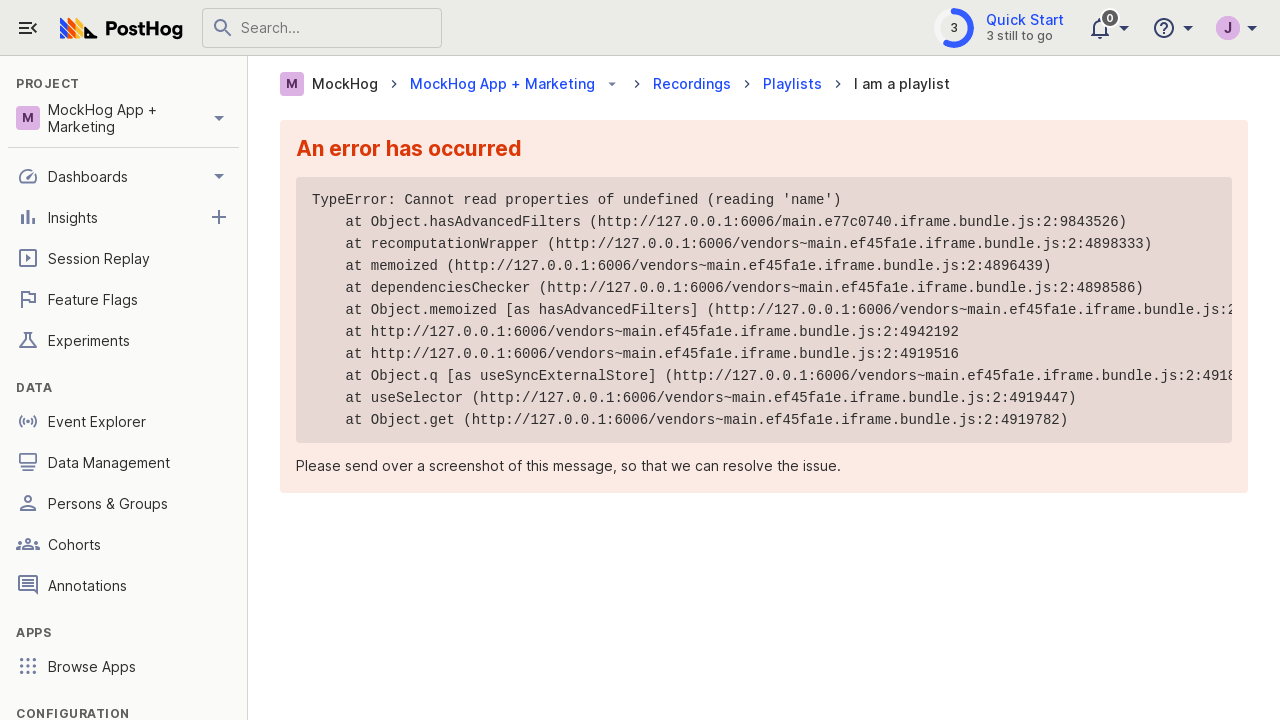 PostHog
Search...
3
Quick Start
3 still to go
0
J
PROJECT
M
MockHog App +
Marketing
Dashboards
Insights
Session Replay
Feature Flags
Experiments
DATA
Event Explorer
Data Management
Persons & Groups
Cohorts
Annotations
APPS
Browse Apps
CONFIGURATION
M MockHog > MockHog App + Marketing > Recordings > Playlists > I am a playlist
An error has occurred
TypeError: Cannot read properties of undefined (reading 'name')
at Object.hasAdvancedFilters (http://127.0.0.1:6006/main.e77c0740.iframe.bundle.js:2:9843526)
at recomputationWrapper (http://127.0.0.1:6006/vendors~main.ef45fa1e.iframe.bundle.js:2:4898333)
at memoized (http://127.0.0.1:6006/vendors~main.ef45fa1e.iframe.bundle.js:2:4896439)
at dependenciesChecker (http://127.0.0.1:6006/vendors~main.ef45fa1e.iframe.bundle.js:2:4898586)
at Object.memoized [as hasAdvancedFilters] (http://127.0.0.1:6006/vendors~main.ef45fa1e.iframe.bundle.js:2
at http://127.0.0.1:6006/vendors~main.ef45fa1e.iframe.bundle.js:2:4942192
at http://127.0.0.1:6006/vendors~main.ef45fa1e.iframe.bundle.js:2:4919516
at Object.q [as useSyncExternalStore] (http://127.0.0.1:6006/vendors~main.ef45fa1e.iframe.bundle.js:2:4918
at useSelector (http://127.0.0.1:6006/vendors~main.ef45fa1e.iframe.bundle.js:2:4919447)
at Object.get (http://127.0.0.1:6006/vendors~main.ef45fa1e.iframe.bundle.js:2:4919782)
Please send over a screenshot of this message, so that we can resolve the issue.